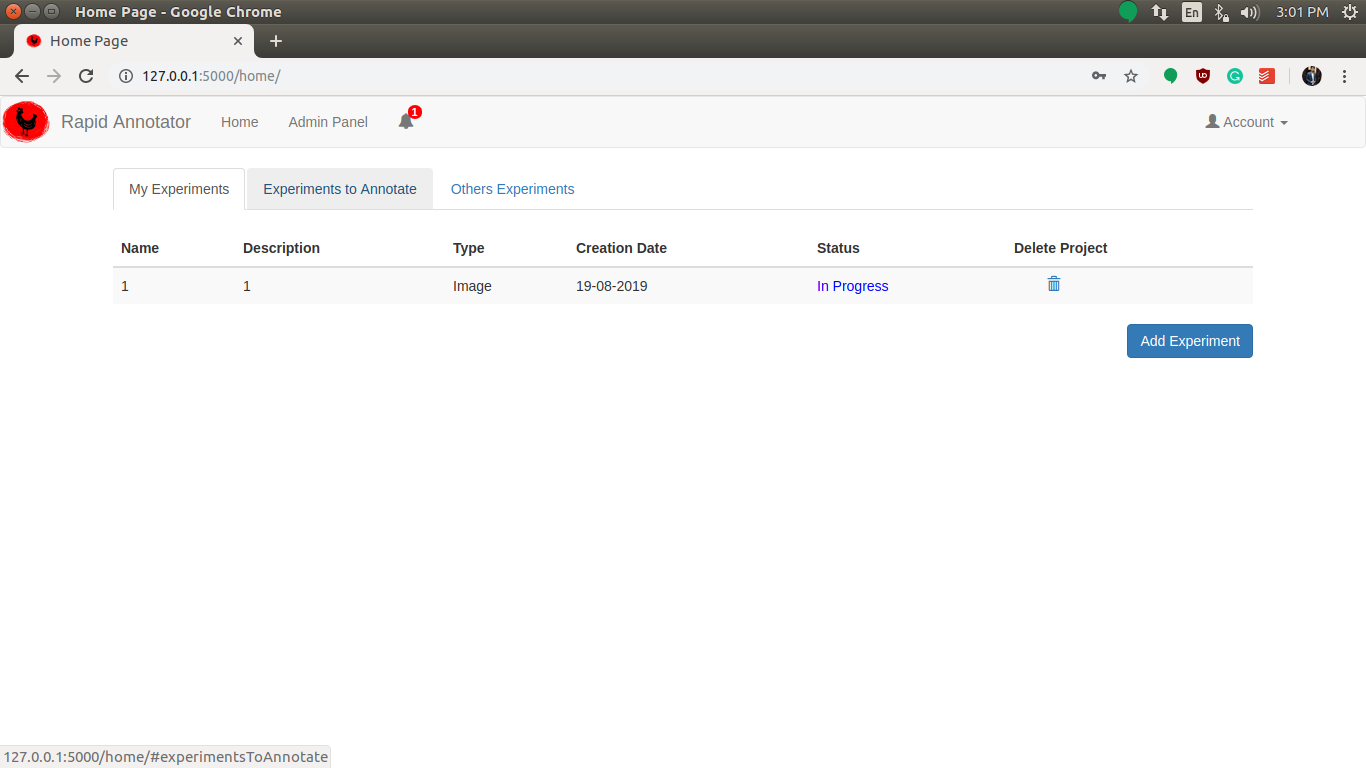 Home Page - Google Chrome
En
3:01 PM
Home Page
127.0.0.1:5000/home/
Rapid Annotator
Home
Admin Panel
1
Account
My Experiments
Experiments to Annotate
Others Experiments
Name Description Type Creation Date Status Delete Project
1 1 Image 19-08-2019 In Progress
Add Experiment
127.0.0.1:5000/home/#experimentsToAnnotate